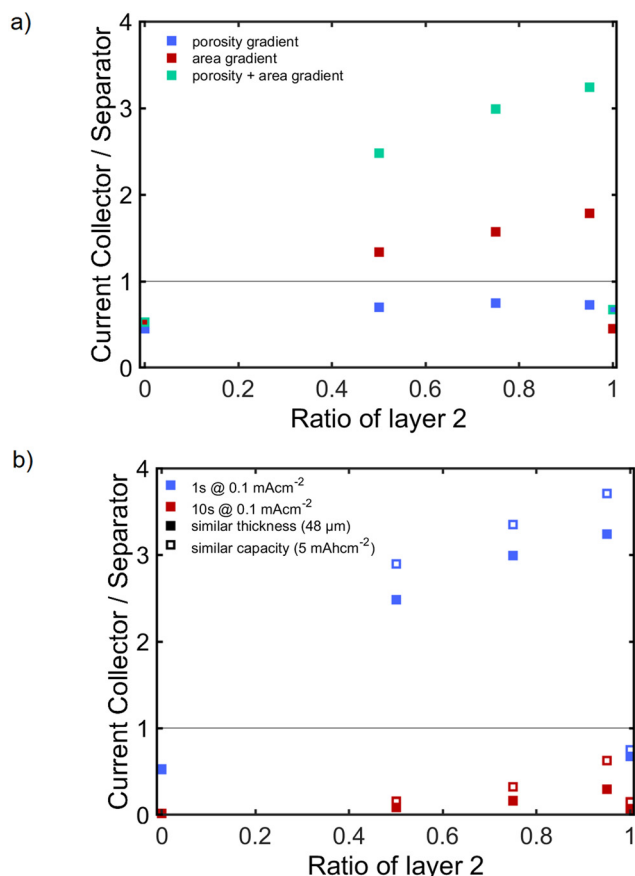 a)
Current Collector / Separator
4
3
2
1
0
porosity gradient
area gradient
porosity + area gradient
0 0.2 0.4 0.6 0.8 1
Ratio of layer 2
b)
Current Collector / Separator
4
3
2
1
0
1s @ 0.1 mAcm⁻²
10s @ 0.1 mAcm⁻²
similar thickness (48 µm)
similar capacity (5 mAhcm⁻²)
0 0.2 0.4 0.6 0.8 1
Ratio of layer 2